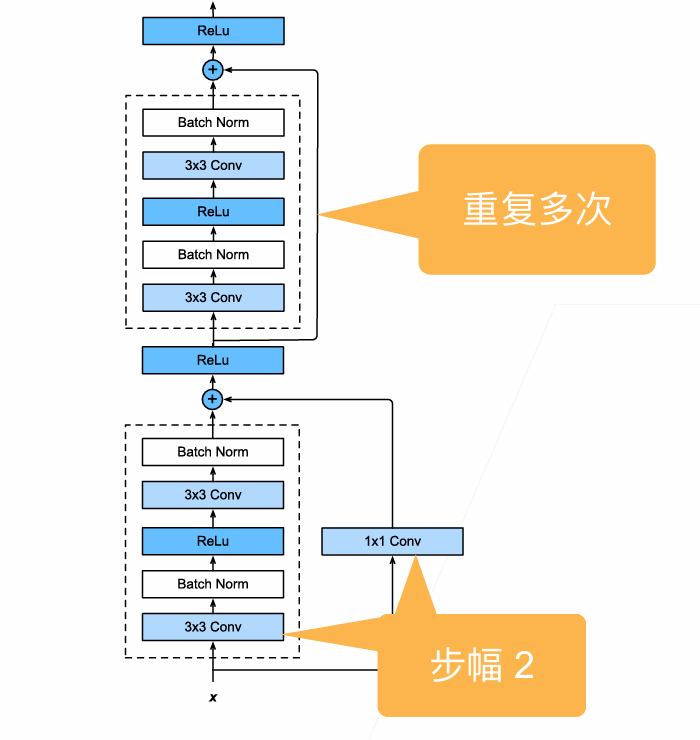 ReLu
+
Batch Norm
3x3 Conv
ReLu
Batch Norm
3x3 Conv
重复多次
ReLu
+
Batch Norm
3x3 Conv
ReLu
1x1 Conv
Batch Norm
3x3 Conv
步幅 2
x